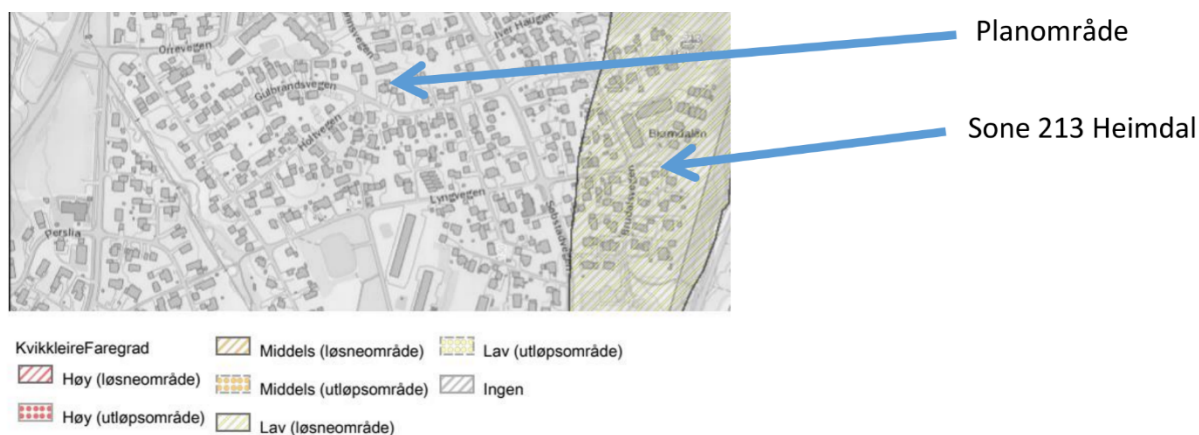 Planområde
Sone 213 Heimdal
Orrevegen
Iver Haugen
Gulbrandsvegen
Holtvegen
Lyngvegen
Perslia
KvikkleireFaregrad
Høy (løsneområde)
Høy (utløpsområde)
Middels (løsneområde)
Middels (utløpsområde)
Lav (løsneområde)
Lav (utløpsområde)
Ingen